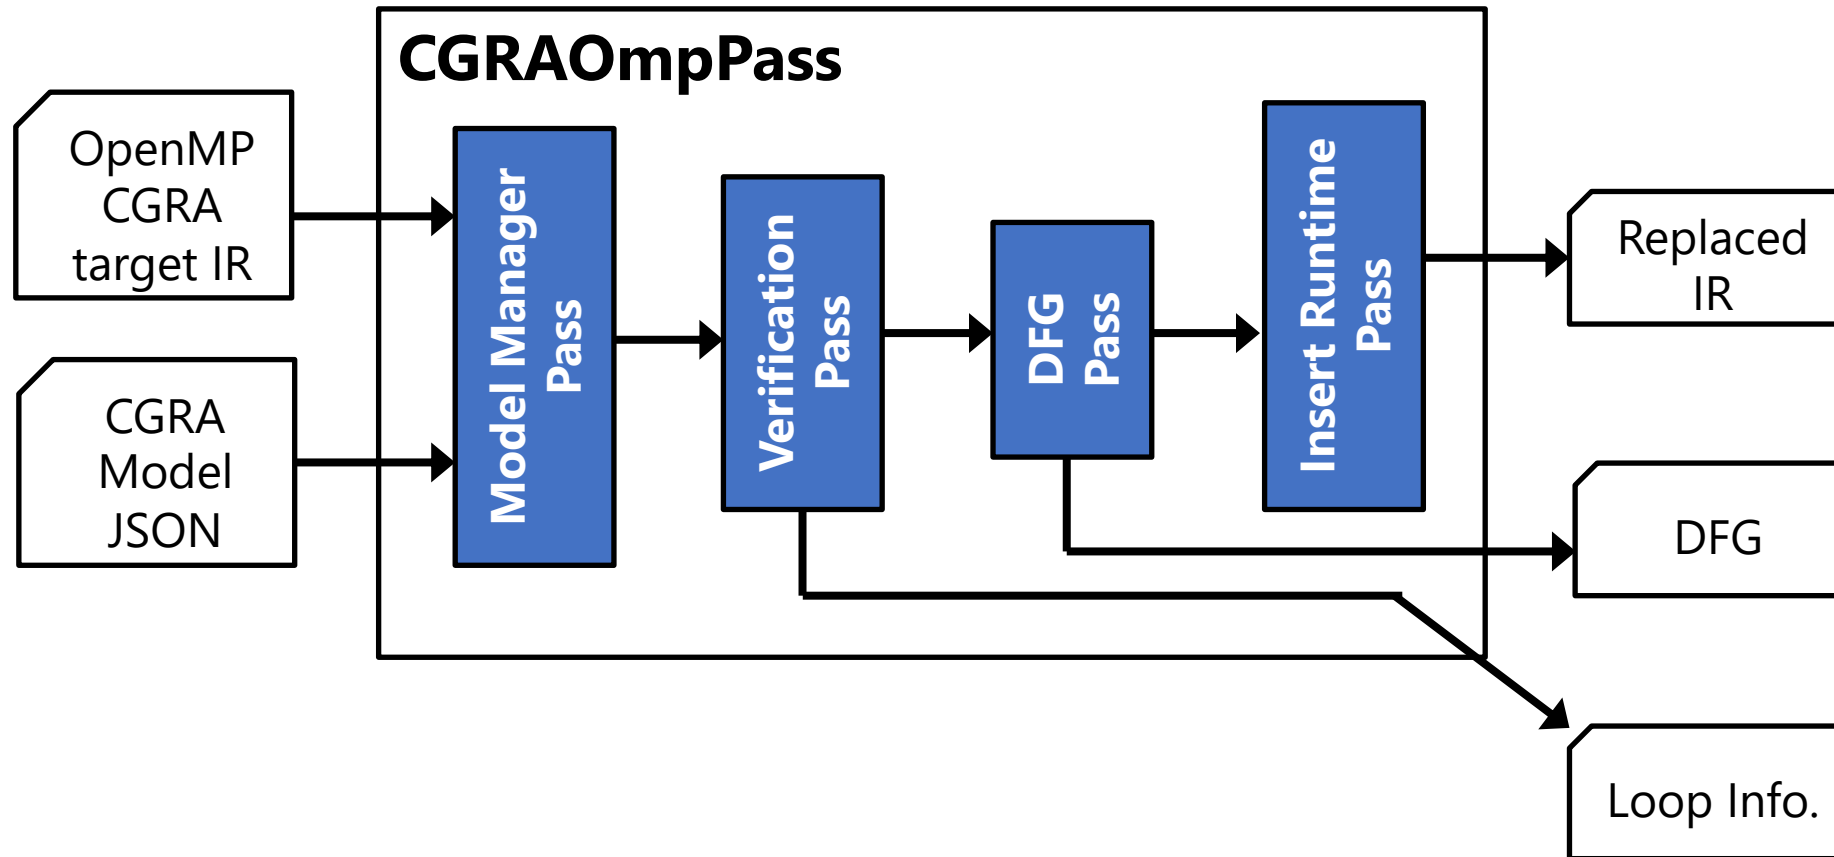 CGRAOmpPass
OpenMP
CGRA
target IR
CGRA
Model
JSON
Model Manager
Pass
Verification
Pass
DFG
Pass
Insert Runtime
Pass
Replaced
IR
DFG
Loop Info.